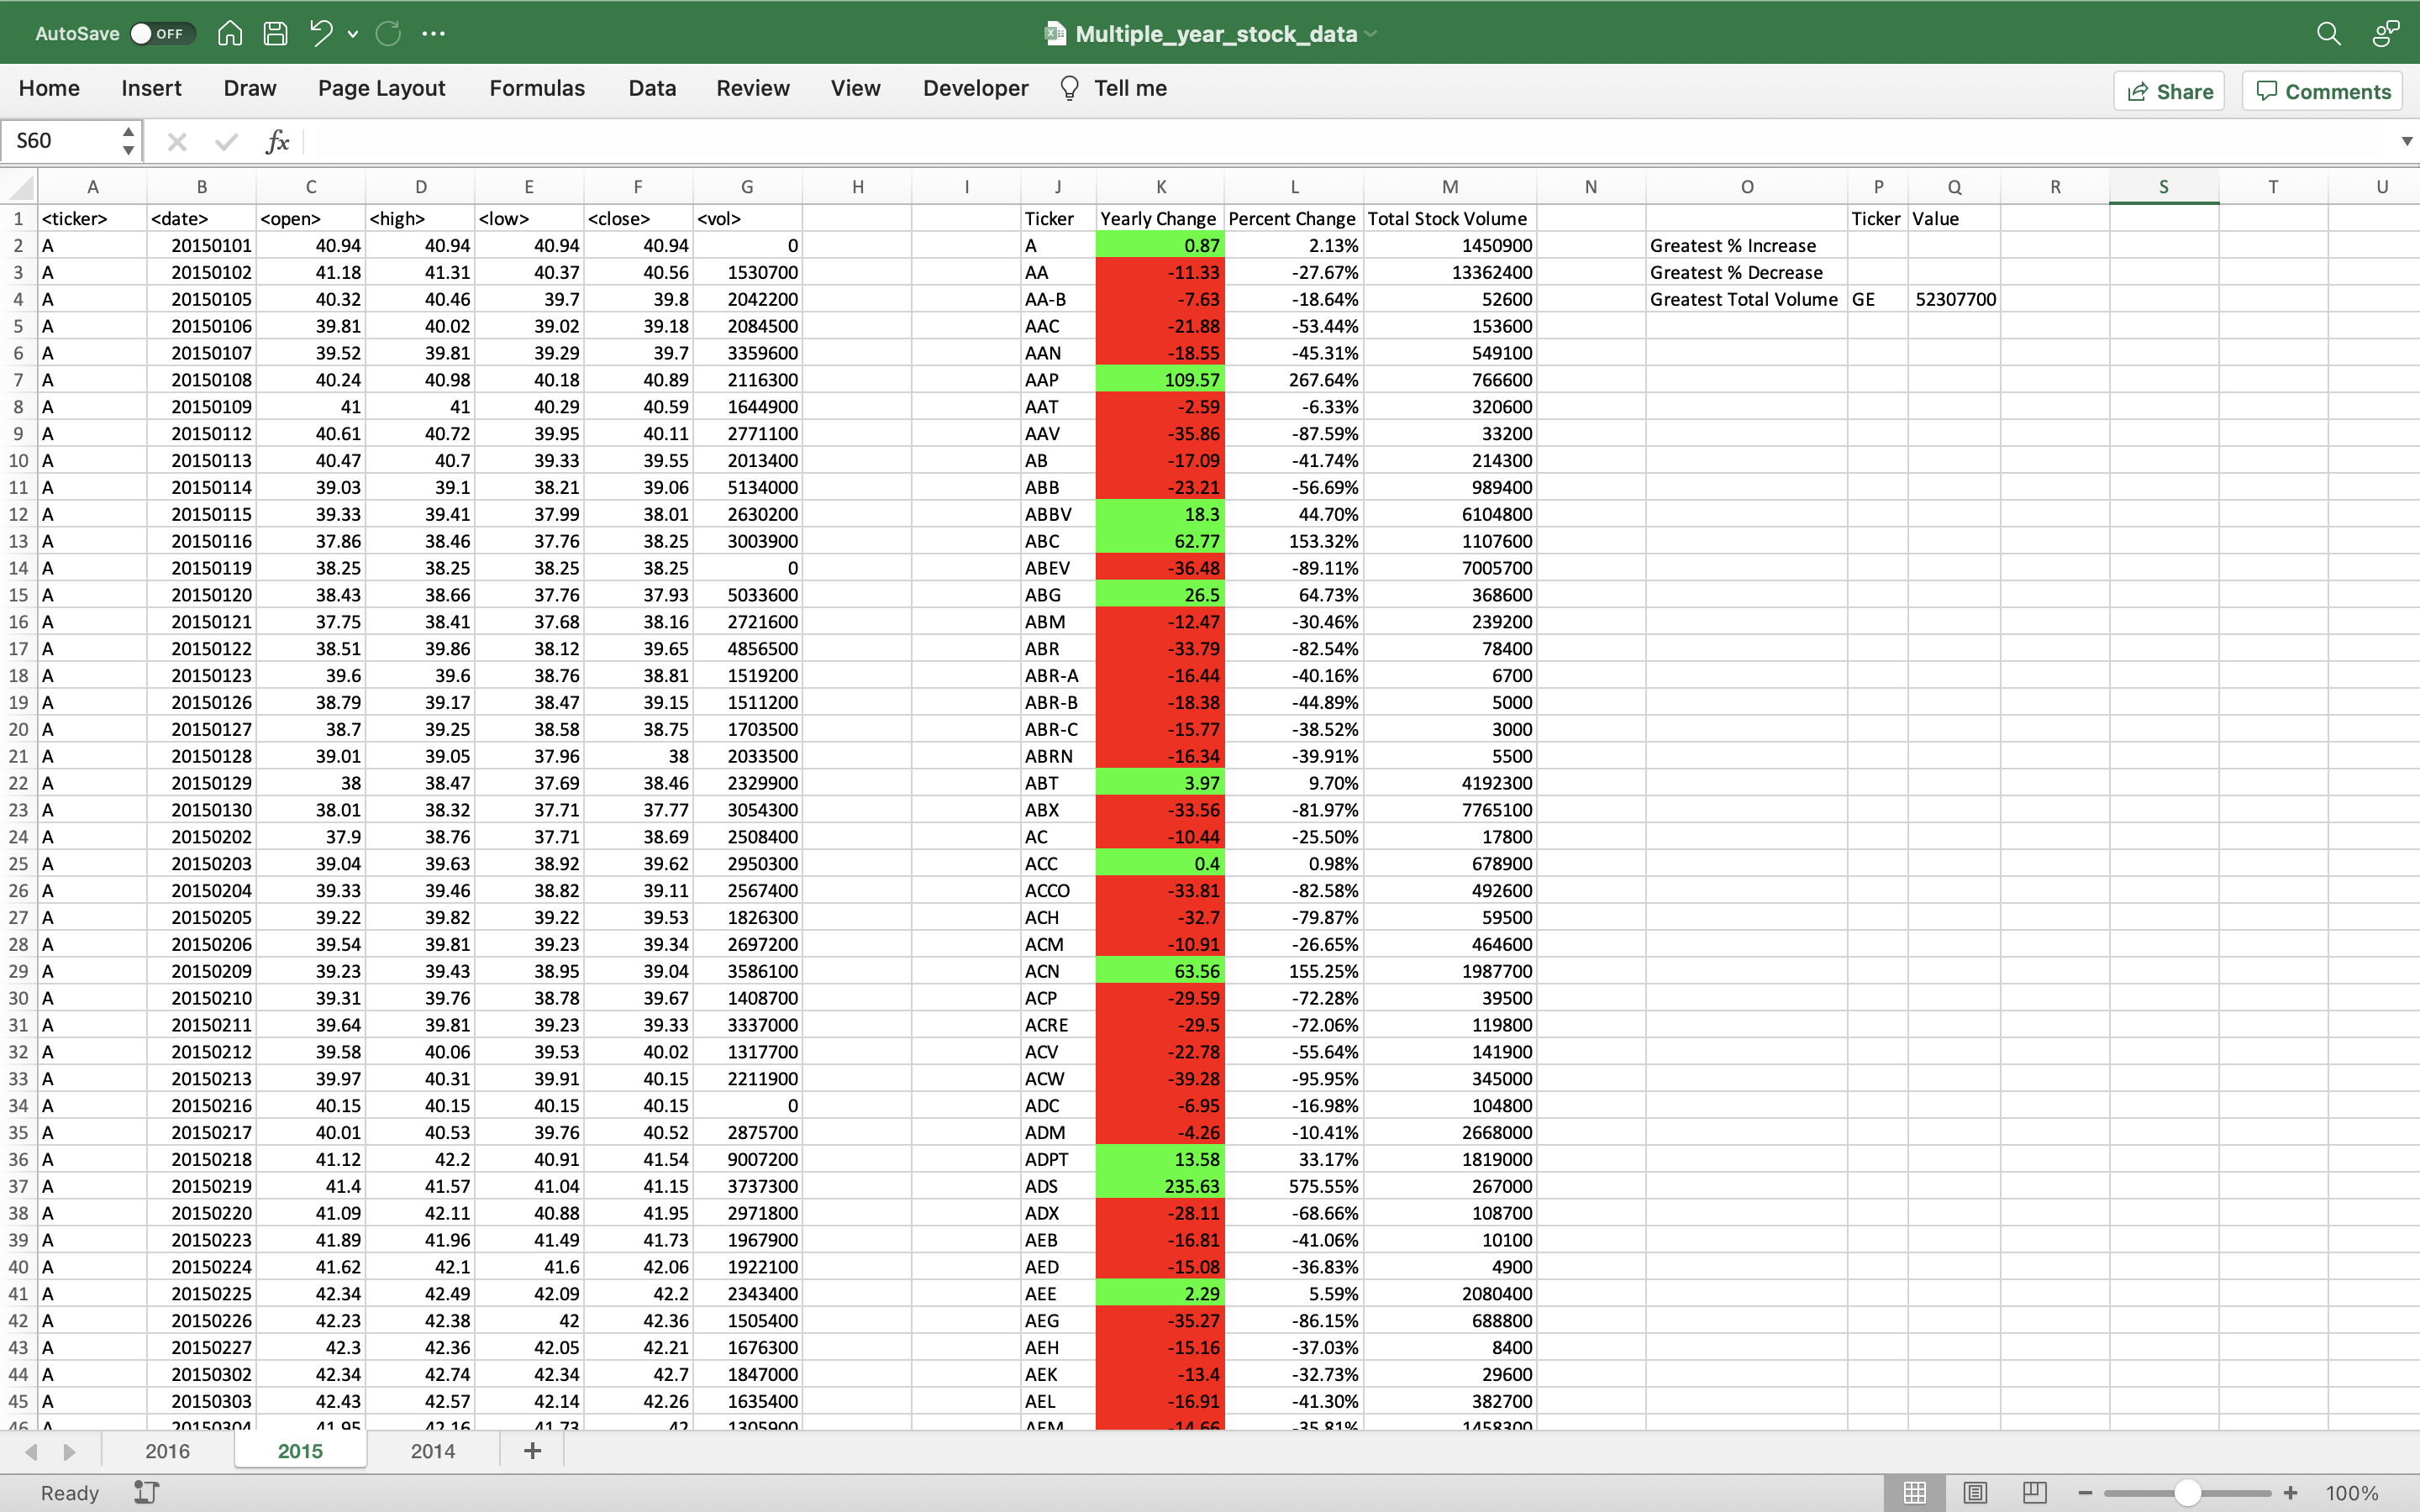 AutoSave OFF Multiple_year_stock_data
Home Insert Draw Page Layout Formulas Data Review View Developer Tell me Share Comments
S60 fx
A B C D E F G H I J K L M N O P Q R S T U
1 <ticker> <date> <open> <high> <low> <close> <vol> Ticker Yearly Change Percent Change Total Stock Volume Ticker Value
2 A 20150101 40.94 40.94 40.94 40.94 0 A 0.87 2.13% 1450900 Greatest % Increase
3 A 20150102 41.18 41.31 40.37 40.56 1530700 AA -11.33 -27.67% 13362400 Greatest % Decrease
4 A 20150105 40.32 40.46 39.7 39.8 2042200 AA-B -7.63 -18.64% 52600 Greatest Total Volume GE 52307700
5 A 20150106 39.81 40.02 39.02 39.18 2084500 AAC -21.88 -53.44% 153600
6 A 20150107 39.52 39.81 39.29 39.7 3359600 AAN -18.55 -45.31% 549100
7 A 20150108 40.24 40.98 40.18 40.89 2116300 AAP 109.57 267.64% 766600
8 A 20150109 41 41 40.29 40.59 1644900 AAT -2.59 -6.33% 320600
9 A 20150112 40.61 40.72 39.95 40.11 2771100 AAV -35.86 -87.59% 33200
10 A 20150113 40.47 40.7 39.33 39.55 2013400 AB -17.09 -41.74% 214300
11 A 20150114 39.03 39.1 38.21 39.06 5134000 ABB -23.21 -56.69% 989400
12 A 20150115 39.33 39.41 37.99 38.01 2630200 ABBV 18.3 44.70% 6104800
13 A 20150116 37.86 38.46 37.76 38.25 3003900 ABC 62.77 153.32% 1107600
14 A 20150119 38.25 38.25 38.25 38.25 0 ABEV -36.48 -89.11% 7005700
15 A 20150120 38.43 38.66 37.76 37.93 5033600 ABG 26.5 64.73% 368600
16 A 20150121 37.75 38.41 37.68 38.16 2721600 ABM -12.47 -30.46% 239200
17 A 20150122 38.51 39.86 38.12 39.65 4856500 ABR -33.79 -82.54% 78400
18 A 20150123 39.6 39.6 38.76 38.81 1519200 ABR-A -16.44 -40.16% 6700
19 A 20150126 38.79 39.17 38.47 39.15 1511200 ABR-B -18.38 -44.89% 5000
20 A 20150127 38.7 39.25 38.58 38.75 1703500 ABR-C -15.77 -38.52% 3000
21 A 20150128 39.01 39.05 37.96 38 2033500 ABRN -16.34 -39.91% 5500
22 A 20150129 38 38.47 37.69 38.46 2329900 ABT 3.97 9.70% 4192300
23 A 20150130 38.01 38.32 37.71 37.77 3054300 ABX -33.56 -81.97% 7765100
24 A 20150202 37.9 38.76 37.71 38.69 2508400 AC -10.44 -25.50% 17800
25 A 20150203 39.04 39.63 38.92 39.62 2950300 ACC 0.4 0.98% 678900
26 A 20150204 39.33 39.46 38.82 39.11 2567400 ACCO -33.81 -82.58% 492600
27 A 20150205 39.22 39.82 39.22 39.53 1826300 ACH -32.7 -79.87% 59500
28 A 20150206 39.54 39.81 39.23 39.34 2697200 ACM -10.91 -26.65% 464600
29 A 20150209 39.23 39.43 38.95 39.04 3586100 ACN 63.56 155.25% 1987700
30 A 20150210 39.31 39.76 38.78 39.67 1408700 ACP -29.59 -72.28% 39500
31 A 20150211 39.64 39.81 39.23 39.33 3337000 ACRE -29.5 -72.06% 119800
32 A 20150212 39.58 40.06 39.53 40.02 1317700 ACV -22.78 -55.64% 141900
33 A 20150213 39.97 40.31 39.91 40.15 2211900 ACW -39.28 -95.95% 345000
34 A 20150216 40.15 40.15 40.15 40.15 0 ADC -6.95 -16.98% 104800
35 A 20150217 40.01 40.53 39.76 40.52 2875700 ADM -4.26 -10.41% 2668000
36 A 20150218 41.12 42.2 40.91 41.54 9007200 ADPT 13.58 33.17% 1819000
37 A 20150219 41.4 41.57 41.04 41.15 3737300 ADS 235.63 575.55% 267000
38 A 20150220 41.09 42.11 40.88 41.95 2971800 ADX -28.11 -68.66% 108700
39 A 20150223 41.89 41.96 41.49 41.73 1967900 AEB -16.81 -41.06% 10100
40 A 20150224 41.62 42.1 41.6 42.06 1922100 AED -15.08 -36.83% 4900
41 A 20150225 42.34 42.49 42.09 42.2 2343400 AEE 2.29 5.59% 2080400
42 A 20150226 42.23 42.38 42 42.36 1505400 AEG -35.27 -86.15% 688800
43 A 20150227 42.3 42.36 42.05 42.21 1676300 AEH -15.16 -37.03% 8400
44 A 20150302 42.34 42.74 42.34 42.7 1847000 AEK -13.4 -32.73% 29600
45 A 20150303 42.43 42.57 42.14 42.26 1635400 AEL -16.91 -41.30% 382700
46 A 20150304 41.95 42.16 41.73 42 1305900 AEM -14.66 -35.81% 1458300
2016 2015 2014 +
Ready 100%